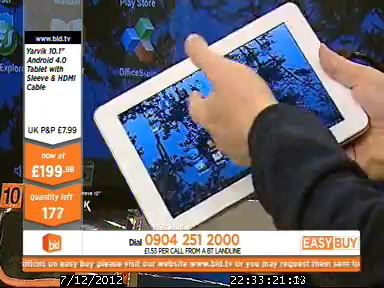 Play Store
www.bid.tv
Yarvik 10.1"
Android 4.0
Tablet with
Sleeve & HDMI
Cable
Explore
OfficeSuite
UK P&P £7.99
now at
£199.98
quantity left
177
10
K
bid
Dial 0904 251 2000
£1.53 PER CALL FROM A BT LANDLINE
EASY BUY
on easy buy please visit our website www.bid.tv or you may request them sent
7/12/2012 22:33:21